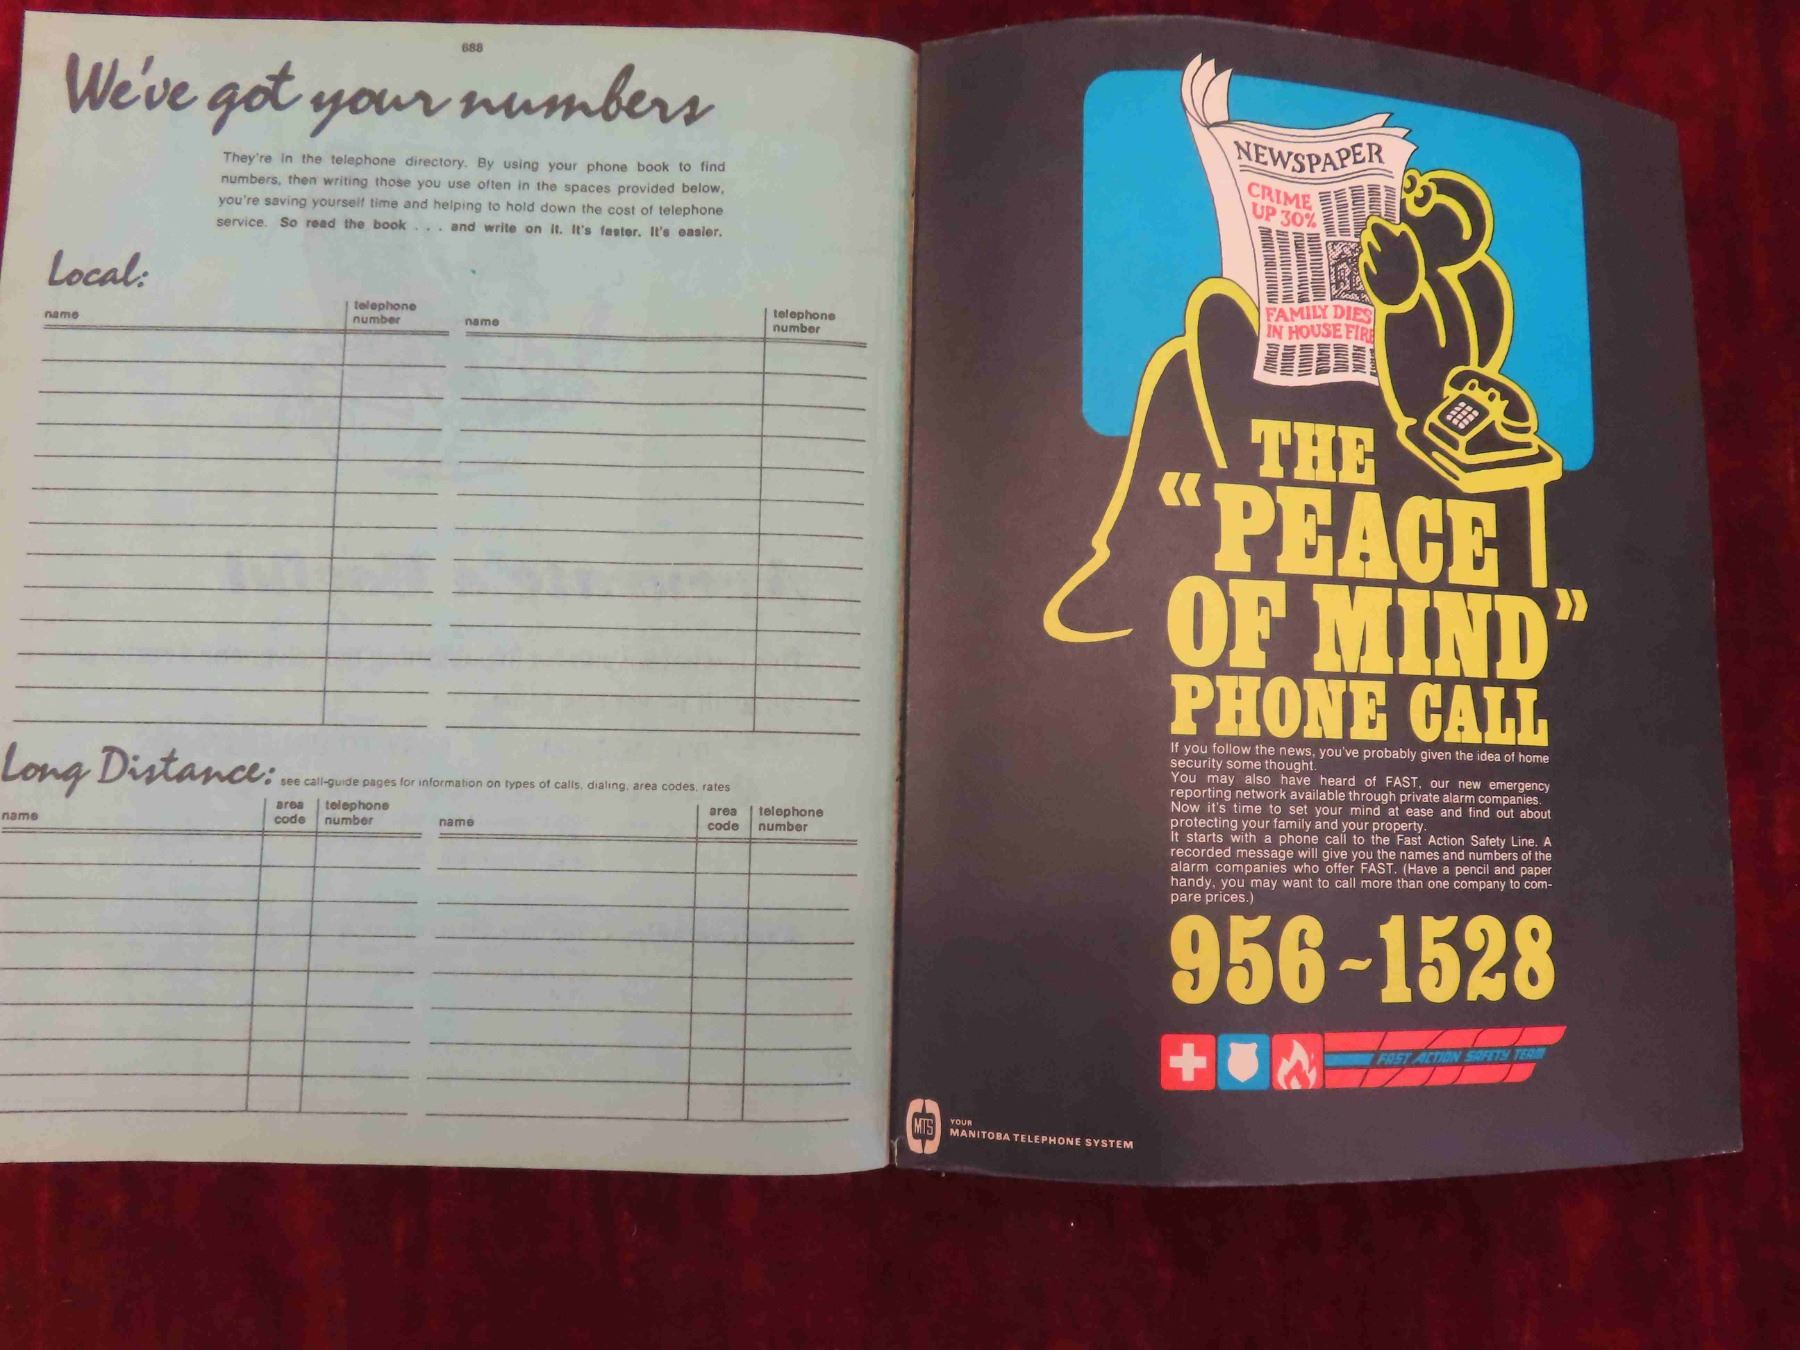 688
We've got your numbers
They're in the telephone directory. By using your phone book to find
numbers, then writing those you use often in the spaces provided below,
you're saving yourself time and helping to hold down the cost of telephone
service. So read the book . . . and write on it. It's faster. It's easier.
Local:
name telephone number name telephone number
Long Distance: see call-guide pages for information on types of calls, dialing, area codes, rates
name area code telephone number name area code telephone number
NEWSPAPER
CRIME
UP 30%
FAMILY DIES
IN HOUSE FIRE
THE
“PEACE
OF MIND”
PHONE CALL
If you follow the news, you've probably given the idea of home
security some thought.
You may also have heard of FAST, our new emergency
reporting network available through private alarm companies.
Now it's time to set your mind at ease and find out about
protecting your family and your property.
It starts with a phone call to the Fast Action Safety Line. A
recorded message will give you the names and numbers of the
alarm companies who offer FAST. (Have a pencil and paper
handy, you may want to call more than one company to com-
pare prices.)
956~1528
FAST ACTION SAFETY TEAM
MTS
YOUR
MANITOBA TELEPHONE SYSTEM